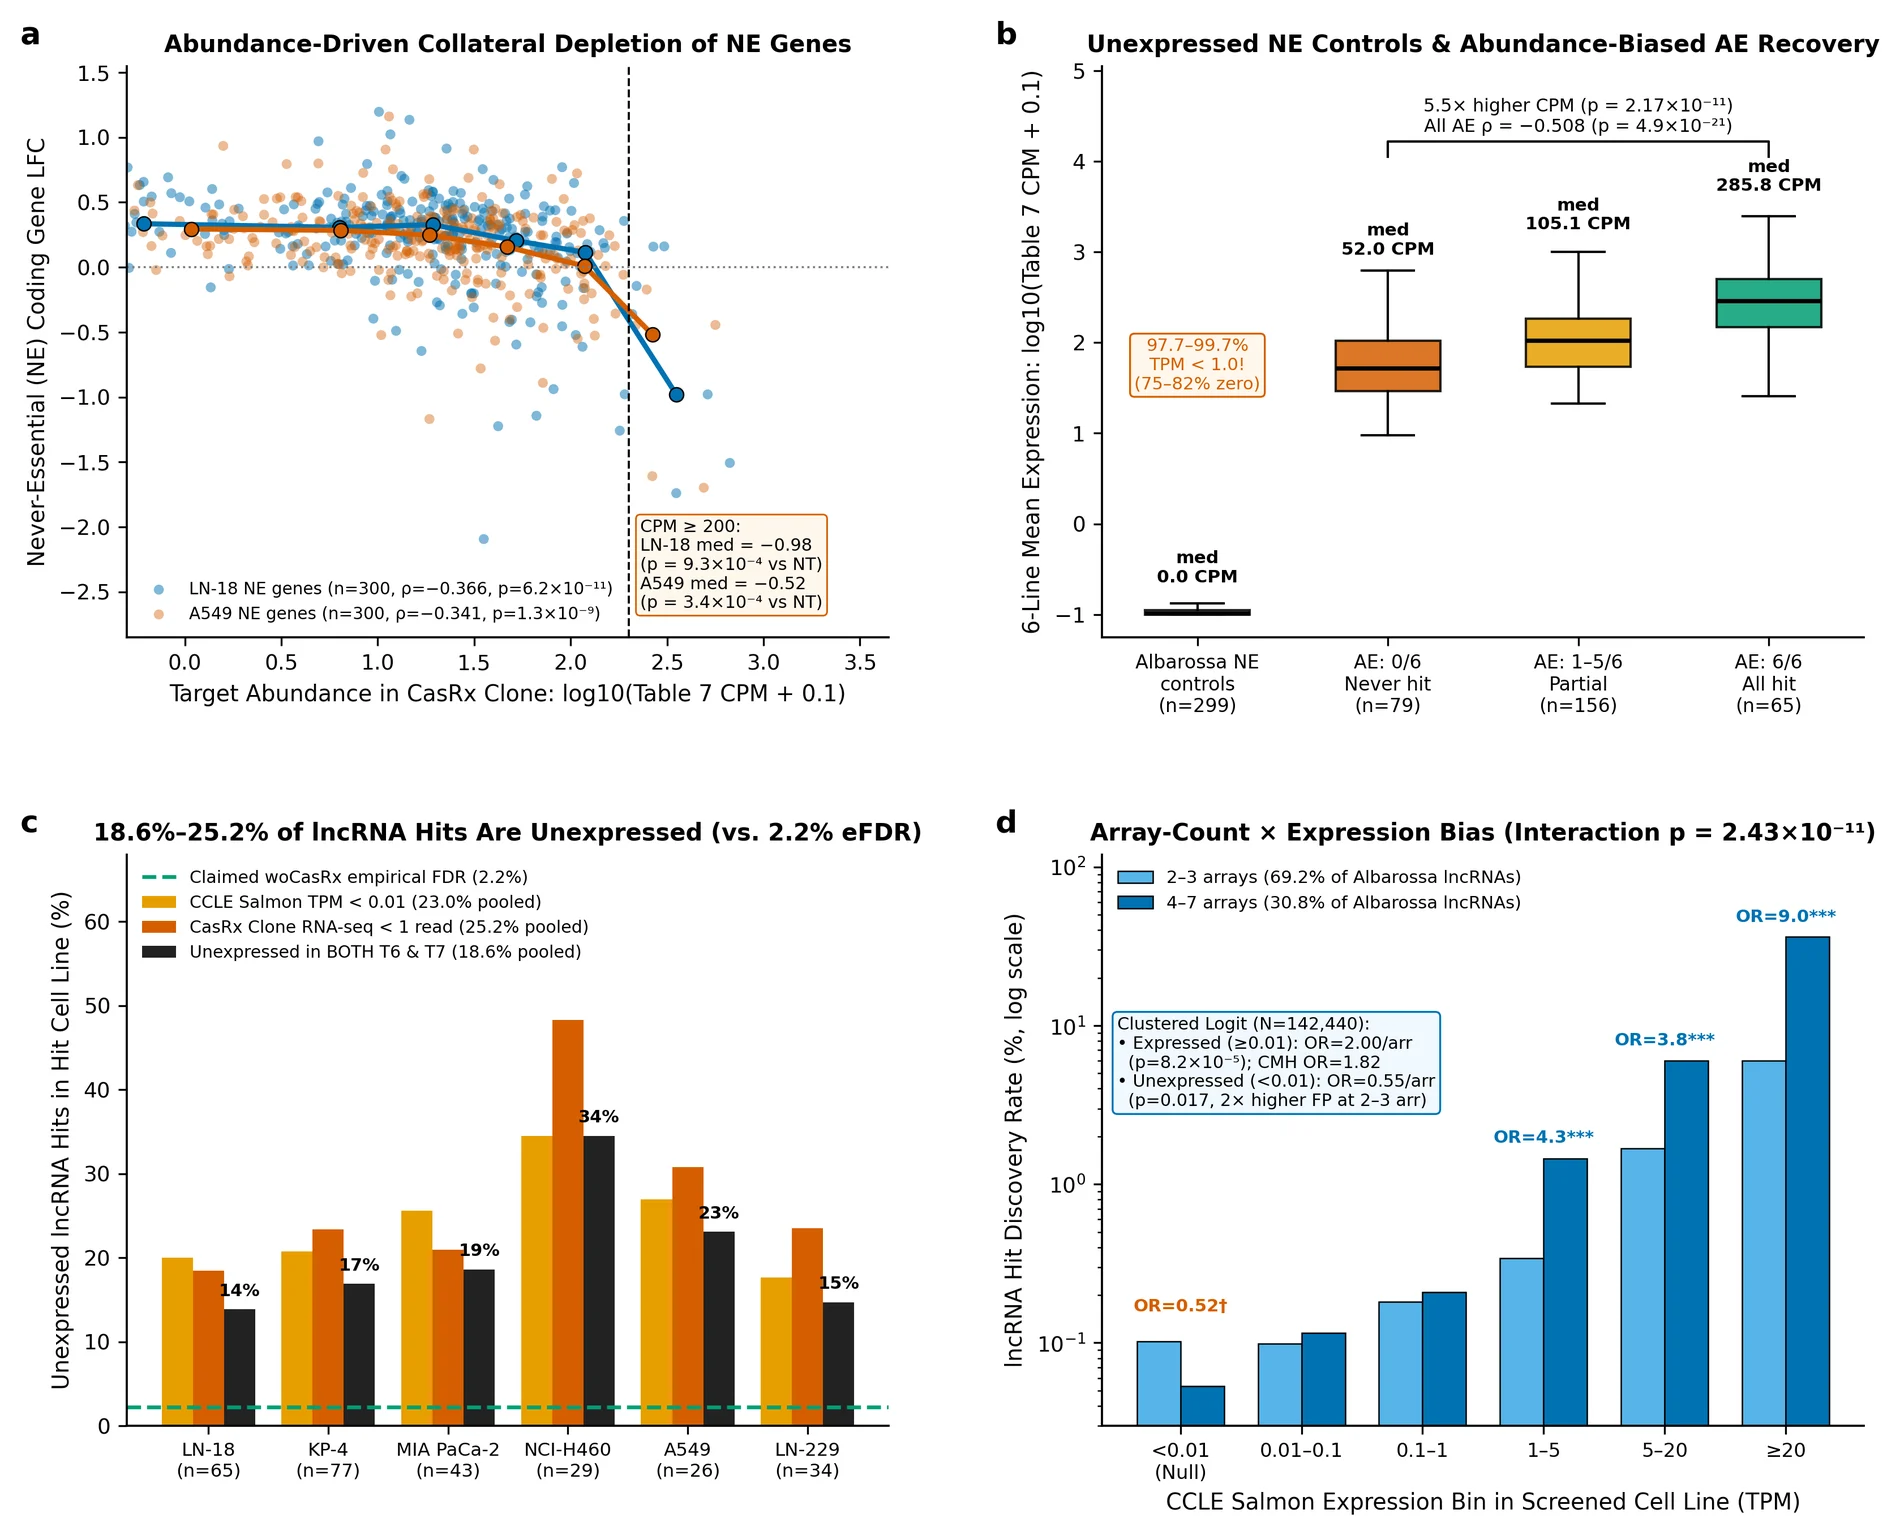 a
Abundance-Driven Collateral Depletion of NE Genes
Never-Essential (NE) Coding Gene LFC
1.5
1.0
0.5
0.0
−0.5
−1.0
−1.5
−2.0
−2.5
CPM ≥ 200:
LN-18 med = −0.98
(p = 9.3×10⁻⁴ vs NT)
A549 med = −0.52
(p = 3.4×10⁻⁴ vs NT)
LN-18 NE genes (n=300, ρ=−0.366, p=6.2×10⁻¹¹)
A549 NE genes (n=300, ρ=−0.341, p=1.3×10⁻⁹)
0.0 0.5 1.0 1.5 2.0 2.5 3.0 3.5
Target Abundance in CasRx Clone: log10(Table 7 CPM + 0.1)
b
Unexpressed NE Controls & Abundance-Biased AE Recovery
6-Line Mean Expression: log10(Table 7 CPM + 0.1)
5
4
3
2
1
0
−1
5.5× higher CPM (p = 2.17×10⁻¹¹)
All AE ρ = −0.508 (p = 4.9×10⁻²¹)
med
285.8 CPM
med
105.1 CPM
med
52.0 CPM
97.7–99.7%
TPM < 1.0!
(75–82% zero)
med
0.0 CPM
Albarossa NE
controls
(n=299)
AE: 0/6
Never hit
(n=79)
AE: 1–5/6
Partial
(n=156)
AE: 6/6
All hit
(n=65)
c
18.6%–25.2% of lncRNA Hits Are Unexpressed (vs. 2.2% eFDR)
Unexpressed lncRNA Hits in Hit Cell Line (%)
60
50
40
30
20
10
0
Claimed woCasRx empirical FDR (2.2%)
CCLE Salmon TPM < 0.01 (23.0% pooled)
CasRx Clone RNA-seq < 1 read (25.2% pooled)
Unexpressed in BOTH T6 & T7 (18.6% pooled)
14%
17%
19%
34%
23%
15%
LN-18
(n=65)
KP-4
(n=77)
MIA PaCa-2
(n=43)
NCI-H460
(n=29)
A549
(n=26)
LN-229
(n=34)
d
Array-Count × Expression Bias (Interaction p = 2.43×10⁻¹¹)
lncRNA Hit Discovery Rate (%, log scale)
10²
10¹
10⁰
10⁻¹
2–3 arrays (69.2% of Albarossa lncRNAs)
4–7 arrays (30.8% of Albarossa lncRNAs)
Clustered Logit (N=142,440):
• Expressed (≥0.01): OR=2.00/arr
(p=8.2×10⁻⁵); CMH OR=1.82
• Unexpressed (<0.01): OR=0.55/arr
(p=0.017, 2× higher FP at 2–3 arr)
OR=0.52†
OR=4.3***
OR=3.8***
OR=9.0***
<0.01
(Null)
0.01–0.1
0.1–1
1–5
5–20
≥20
CCLE Salmon Expression Bin in Screened Cell Line (TPM)